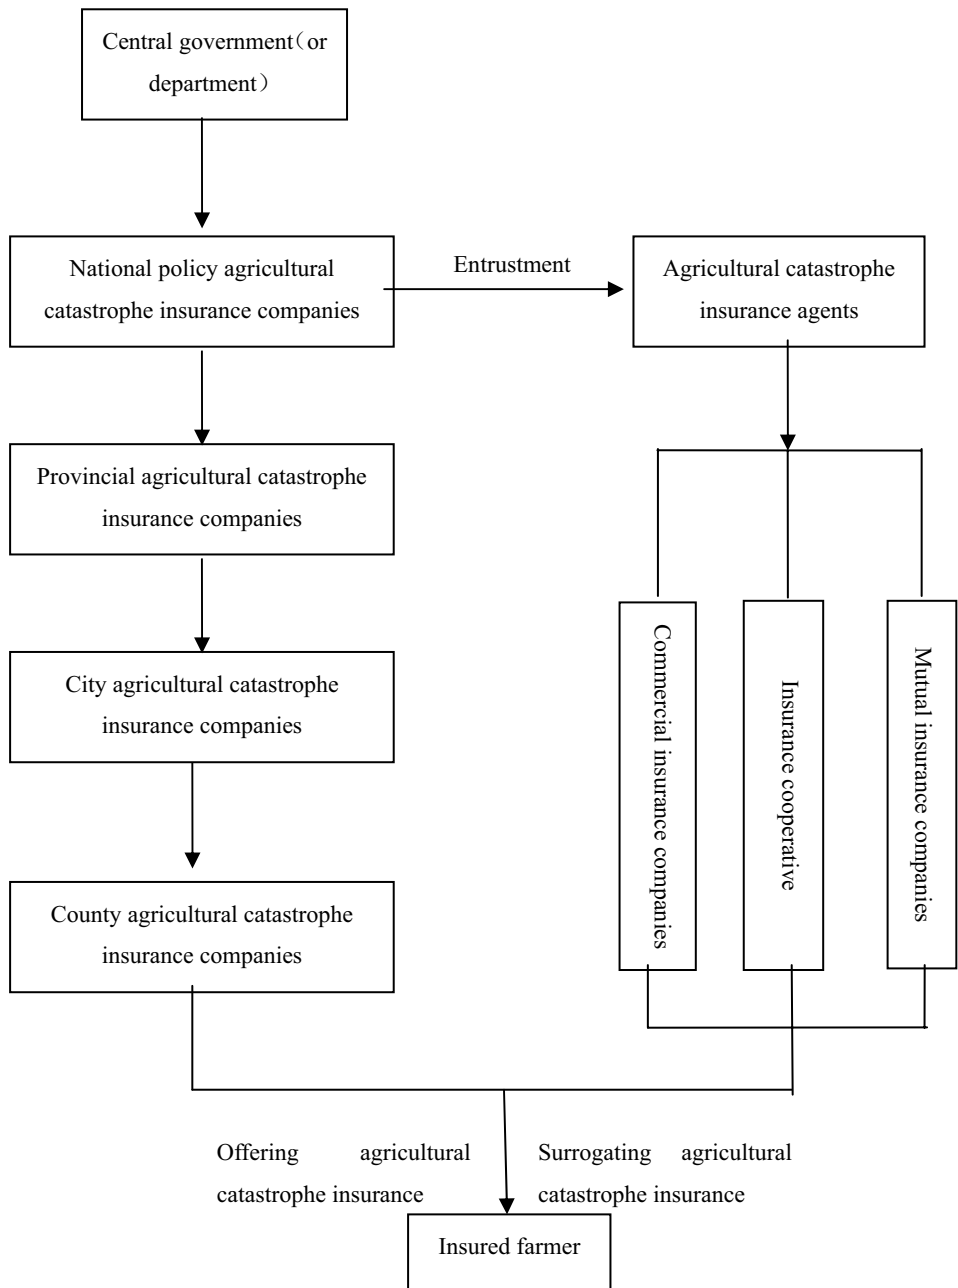 Central government（or
department）
National policy agricultural
catastrophe insurance companies
Entrustment
Agricultural catastrophe
insurance agents
Provincial agricultural catastrophe
insurance companies
City agricultural catastrophe
insurance companies
County agricultural catastrophe
insurance companies
Commercial insurance companies
Insurance cooperative
Mutual insurance companies
Offering agricultural
catastrophe insurance
Surrogating agricultural
catastrophe insurance
Insured farmer